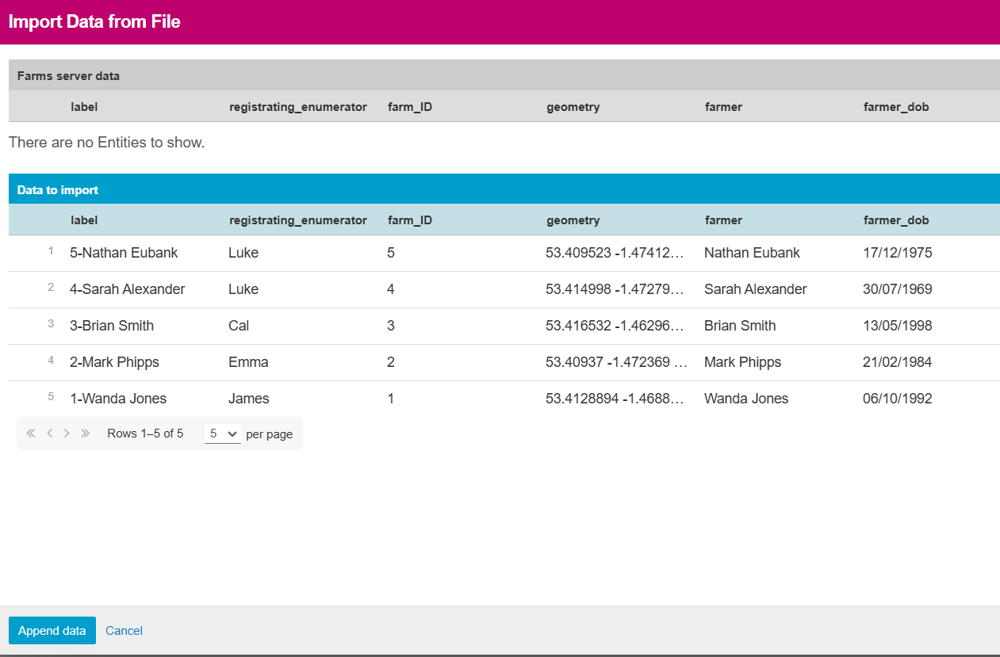 Import Data from File
Farms server data
label registrating_enumerator farm_ID geometry farmer farmer_dob
There are no Entities to show.
Data to import
label registrating_enumerator farm_ID geometry farmer farmer_dob
1 5-Nathan Eubank Luke 5 53.409523 -1.47412… Nathan Eubank 17/12/1975
2 4-Sarah Alexander Luke 4 53.414998 -1.47279… Sarah Alexander 30/07/1969
3 3-Brian Smith Cal 3 53.416532 -1.46296… Brian Smith 13/05/1998
4 2-Mark Phipps Emma 2 53.40937 -1.472369 … Mark Phipps 21/02/1984
5 1-Wanda Jones James 1 53.4128894 -1.4688… Wanda Jones 06/10/1992
« ‹ › » Rows 1–5 of 5 5 per page
Append data Cancel